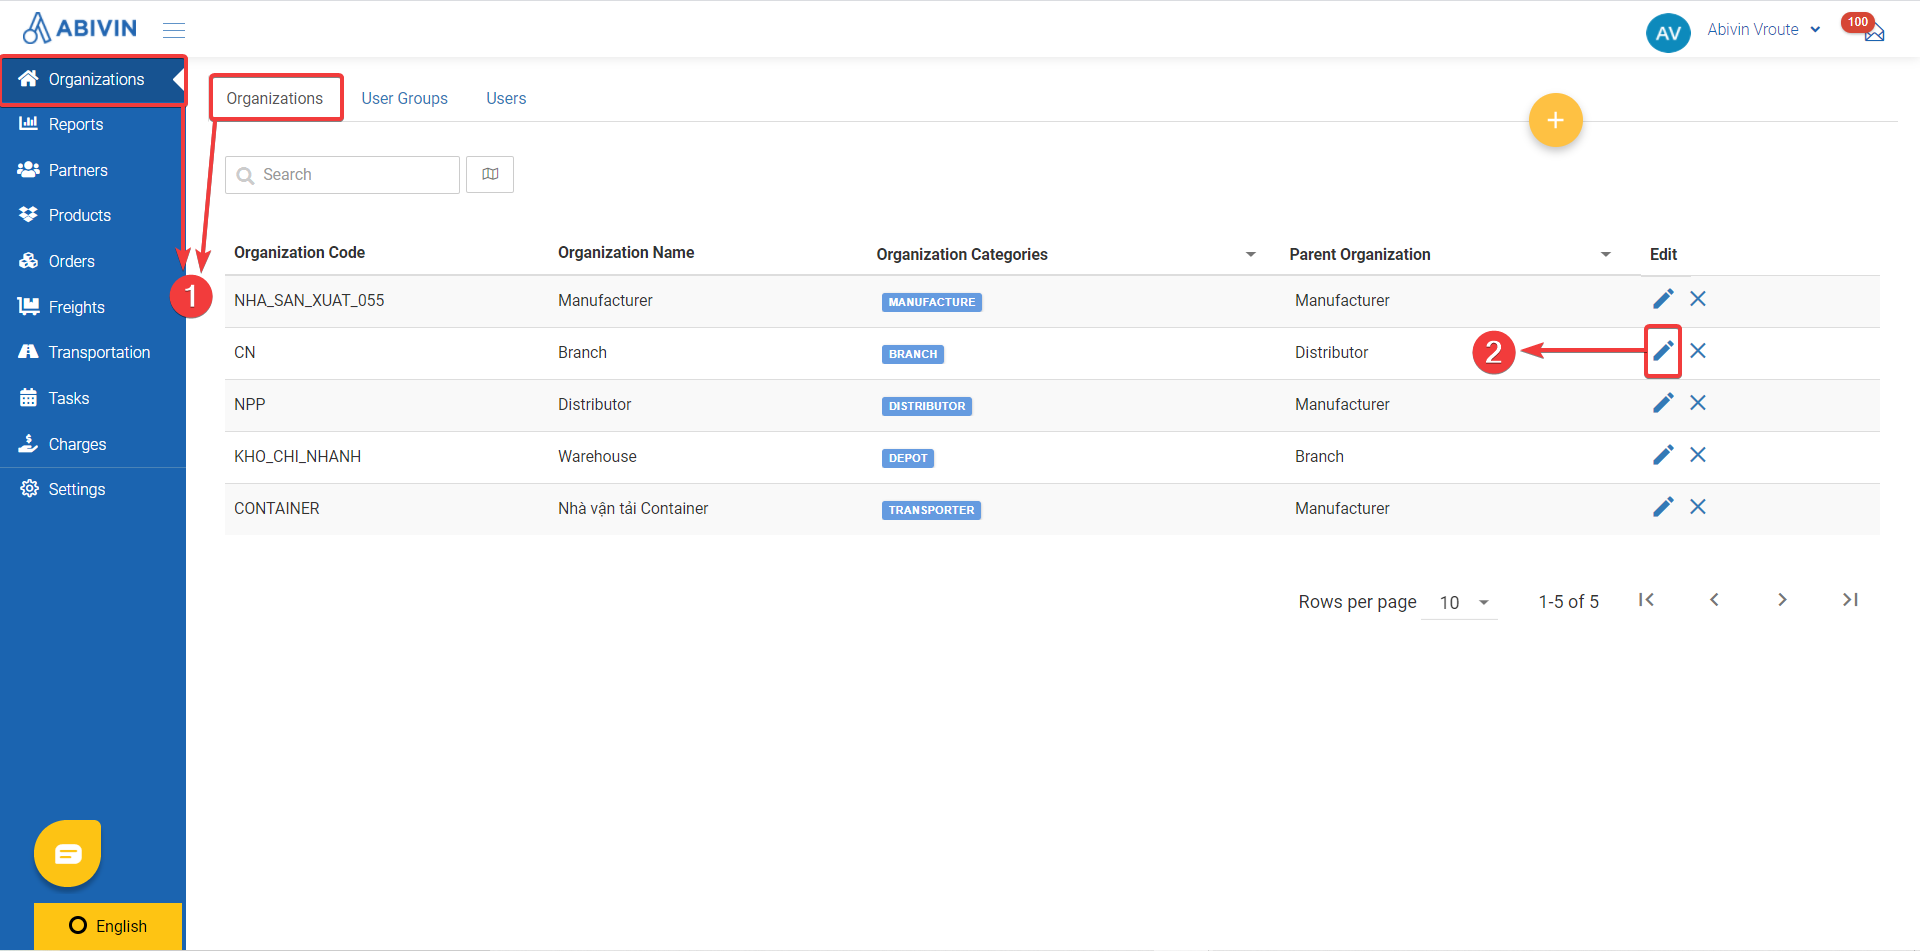 ABIVIN
AV Abivin Vroute 100
Organizations
Reports
Partners
Products
Orders
Freights
Transportation
Tasks
Charges
Settings
Organizations User Groups Users
+
Search
Organization Code Organization Name Organization Categories Parent Organization Edit
NHA_SAN_XUAT_055 Manufacturer MANUFACTURE Manufacturer
CN Branch BRANCH Distributor
NPP Distributor DISTRIBUTOR Manufacturer
KHO_CHI_NHANH Warehouse DEPOT Branch
CONTAINER Nhà vận tải Container TRANSPORTER Manufacturer
1
2
Rows per page 10 1-5 of 5
English